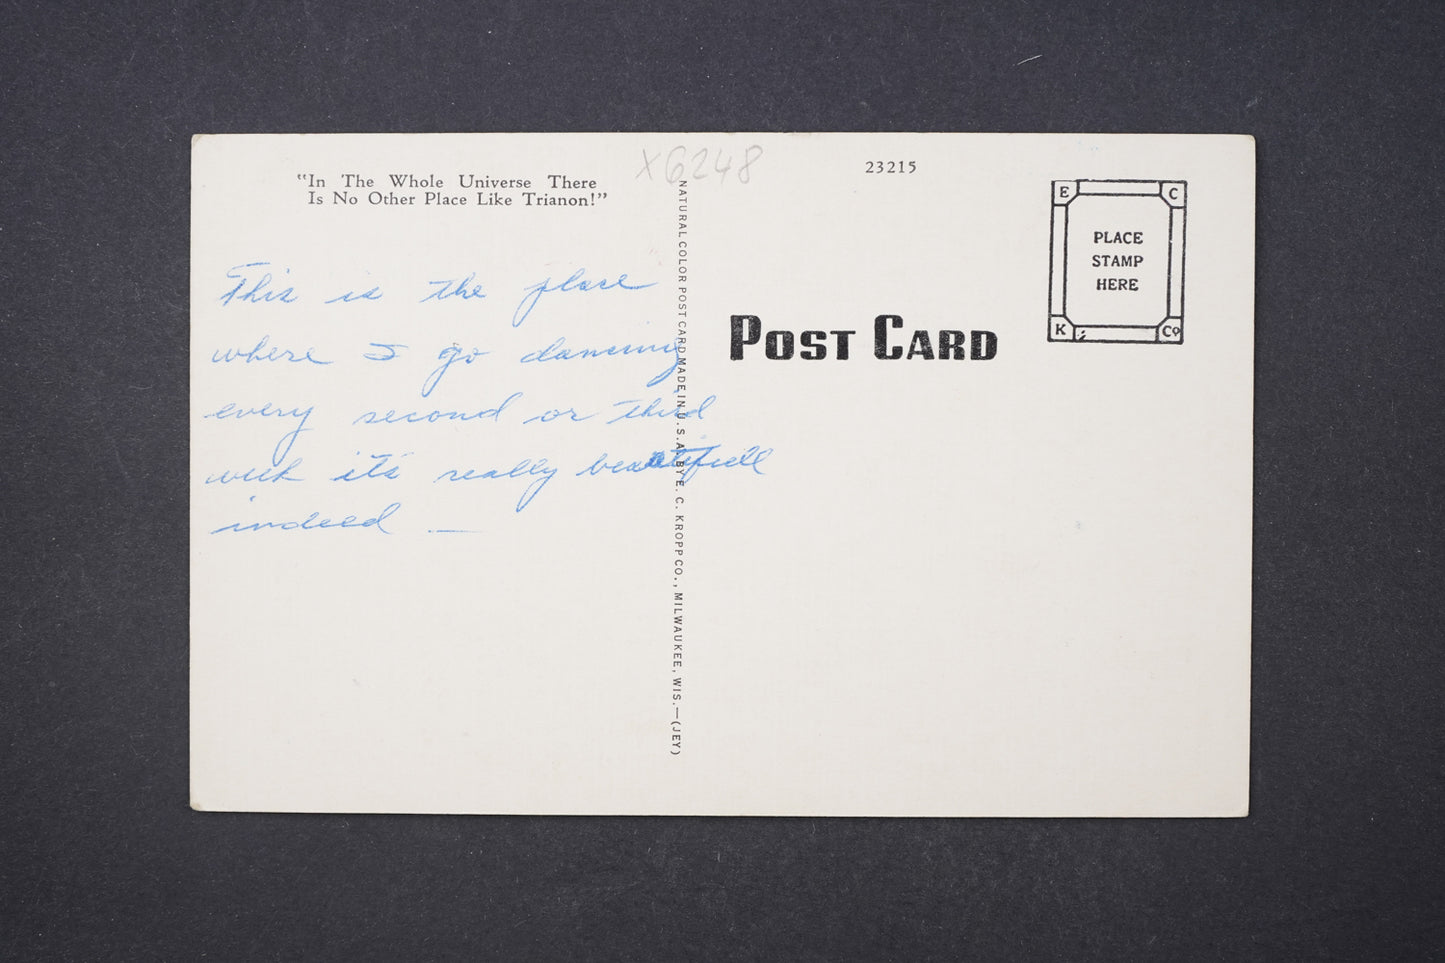 X6248
23215
"In The Whole Universe There
Is No Other Place Like Trianon!"
This is the place
where I go dancing
every second or third
week it's really beautifull
indeed —
NATURAL COLOR POST CARD MADE IN U.S.A. BY E. C. KROPP CO., MILWAUKEE, WIS.—(JEY)
POST CARD
E C
PLACE
STAMP
HERE
K Co